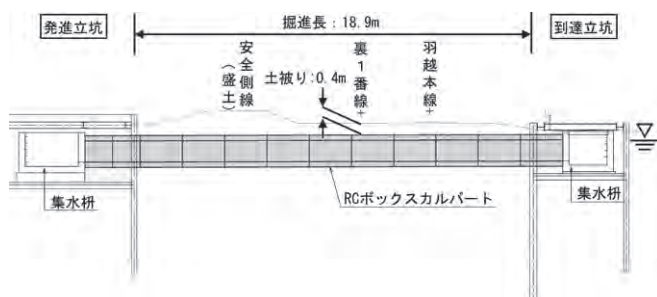 発進立坑
掘進長：18.9m
到達立坑
安全側線
（盛土）
土被り:0.4m
裏1番線
羽越本線
集水枡
RCボックスカルバート
集水枡